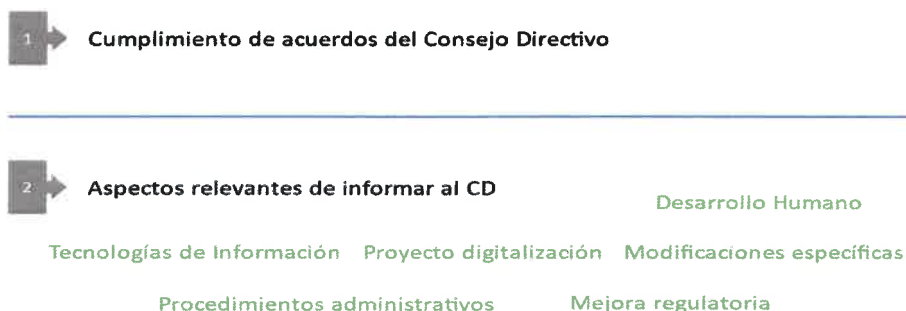 1
Cumplimiento de acuerdos del Consejo Directivo
2
Aspectos relevantes de informar al CD
Desarrollo Humano
Tecnologías de Información Proyecto digitalización Modificaciones específicas
Procedimientos administrativos Mejora regulatoria